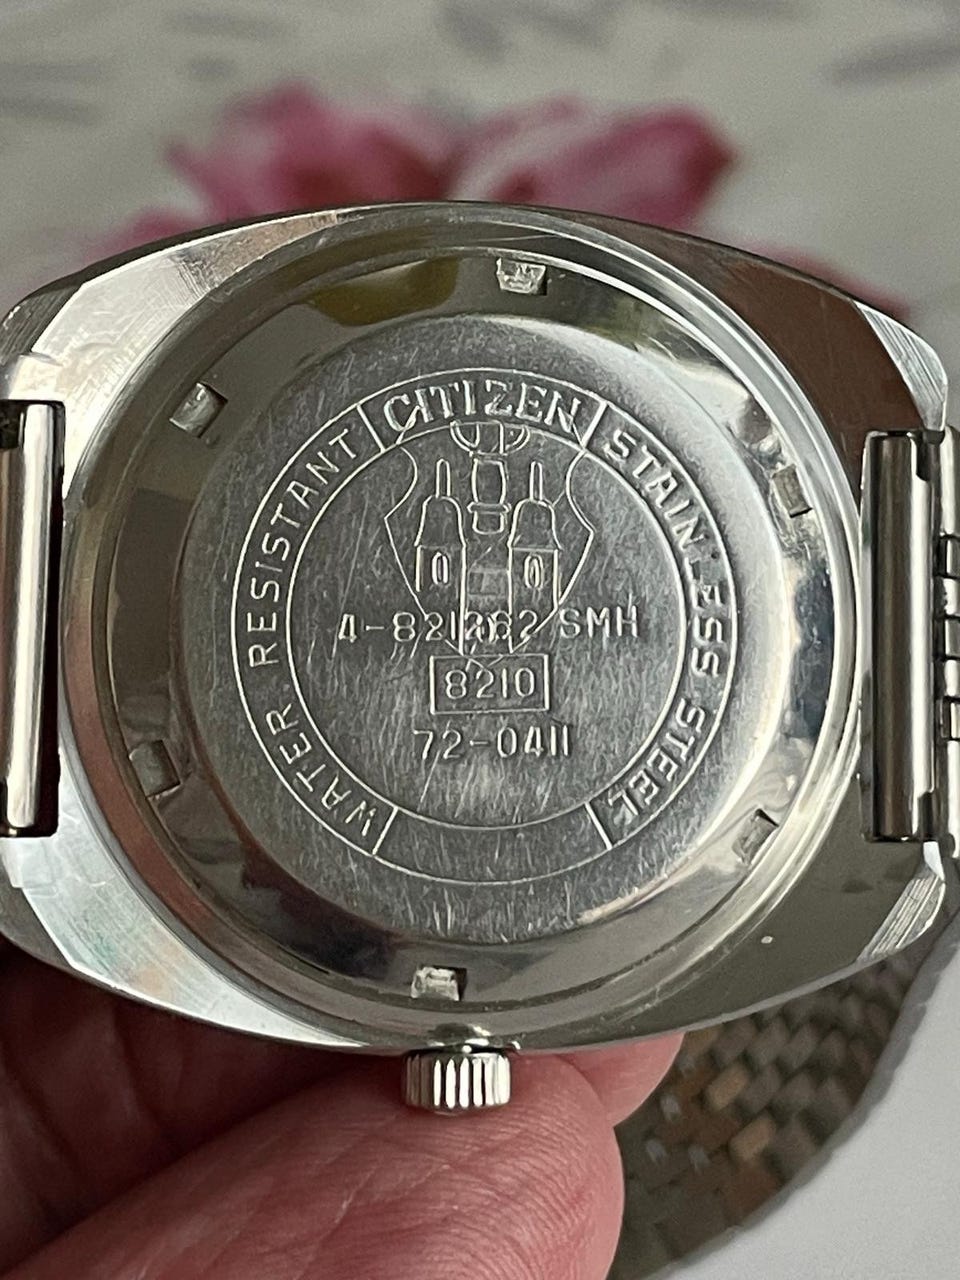 CITIZEN
WATER RESISTANT
STAINLESS STEEL
4-821262 SMH
8210
72-0411